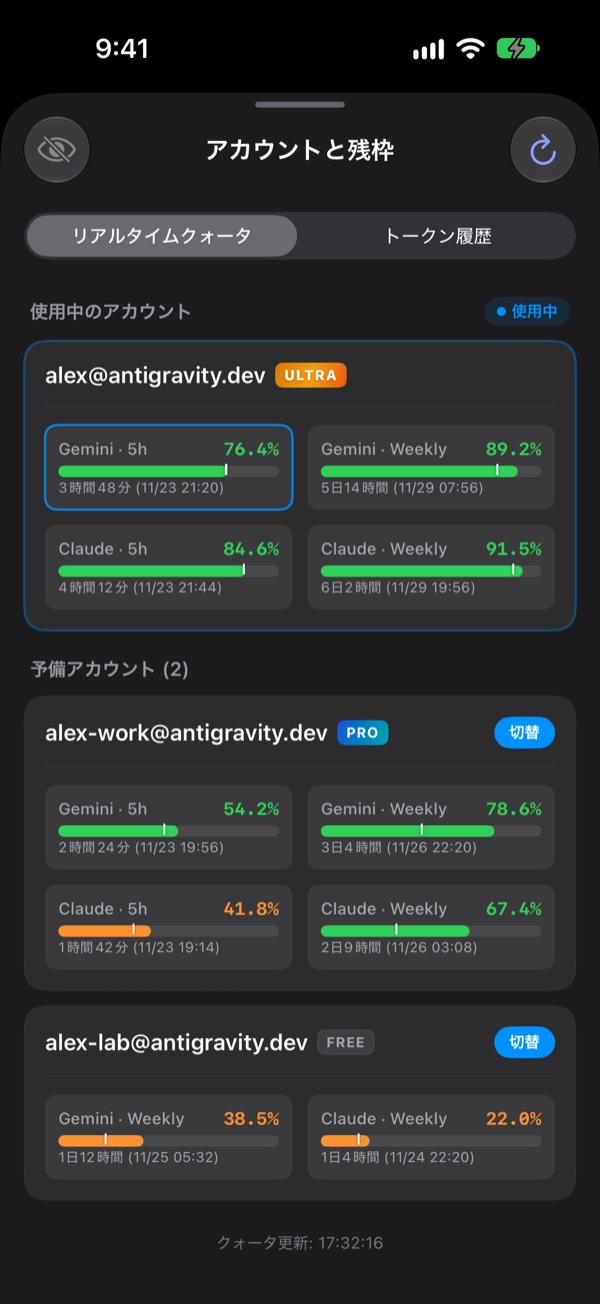 9:41
アカウントと残枠
リアルタイムクォータ
トークン履歴
使用中のアカウント
使用中
alex@antigravity.dev ULTRA
Gemini · 5h 76.4%
3時間48分 (11/23 21:20)
Gemini · Weekly 89.2%
5日14時間 (11/29 07:56)
Claude · 5h 84.6%
4時間12分 (11/23 21:44)
Claude · Weekly 91.5%
6日2時間 (11/29 19:56)
予備アカウント (2)
alex-work@antigravity.dev PRO 切替
Gemini · 5h 54.2%
2時間24分 (11/23 19:56)
Gemini · Weekly 78.6%
3日4時間 (11/26 22:20)
Claude · 5h 41.8%
1時間42分 (11/23 19:14)
Claude · Weekly 67.4%
2日9時間 (11/26 03:08)
alex-lab@antigravity.dev FREE 切替
Gemini · Weekly 38.5%
1日12時間 (11/25 05:32)
Claude · Weekly 22.0%
1日4時間 (11/24 22:20)
クォータ更新: 17:32:16